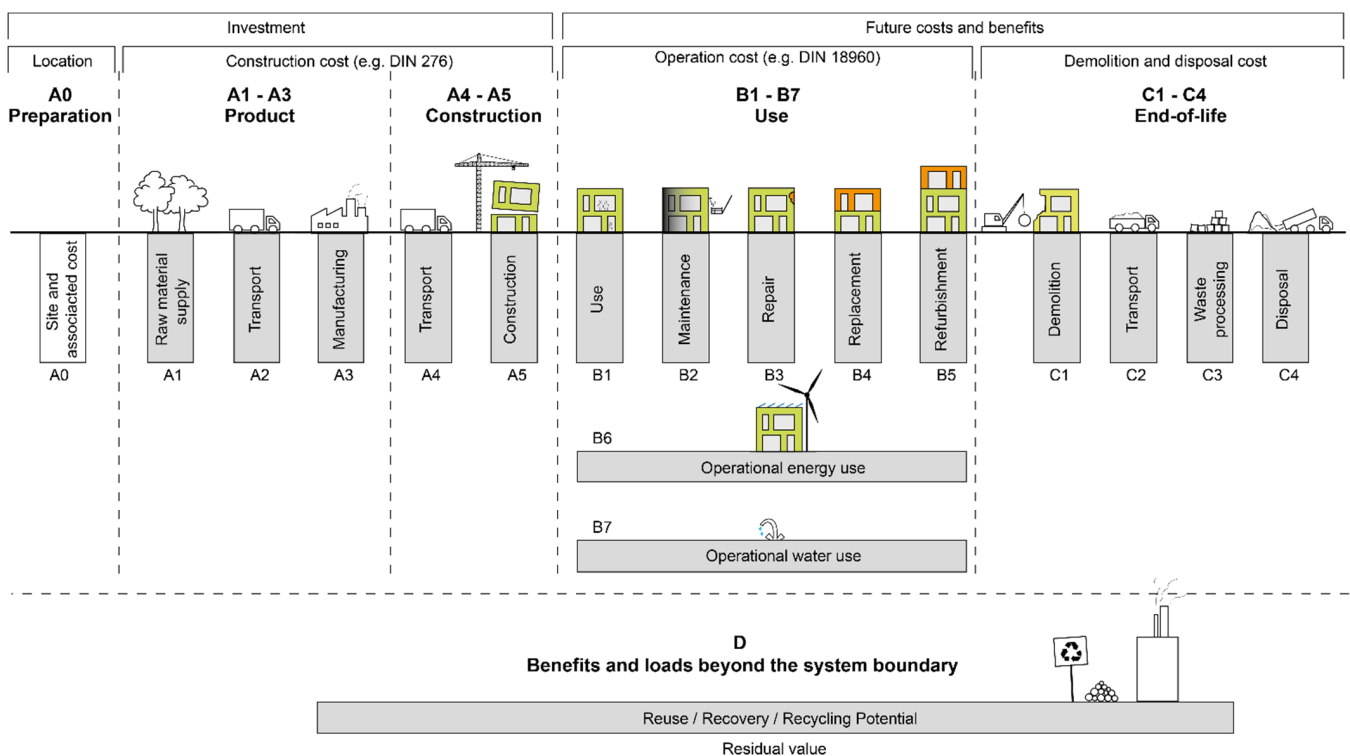 Investment
Future costs and benefits
Location
Construction cost (e.g. DIN 276)
Operation cost (e.g. DIN 18960)
Demolition and disposal cost
A0
Preparation
A1 - A3
Product
A4 - A5
Construction
B1 - B7
Use
C1 - C4
End-of-life
Site and
associacted cost
Raw material
supply
Transport
Manufacturing
Transport
Construction
Use
Maintenance
Repair
Replacement
Refurbishment
Demolition
Transport
Waste
processing
Disposal
A0
A1
A2
A3
A4
A5
B1
B2
B3
B4
B5
C1
C2
C3
C4
B6
Operational energy use
B7
Operational water use
D
Benefits and loads beyond the system boundary
Reuse / Recovery / Recycling Potential
Residual value